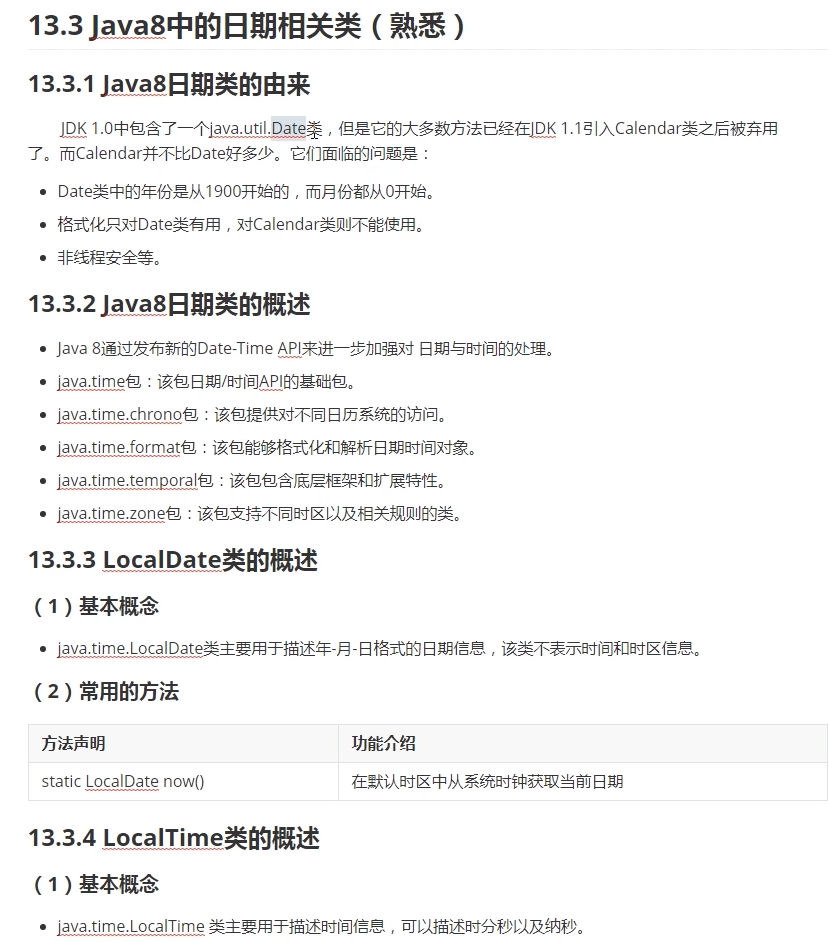 13.3 Java8中的日期相关类（熟悉）
13.3.1 Java8日期类的由来
JDK 1.0中包含了一个java.util.Date类，但是它的大多数方法已经在JDK 1.1引入Calendar类之后被弃用
了。而Calendar并不比Date好多少。它们面临的问题是：
• Date类中的年份是从1900开始的，而月份都从0开始。
• 格式化只对Date类有用，对Calendar类则不能使用。
• 非线程安全等。
13.3.2 Java8日期类的概述
• Java 8通过发布新的Date-Time API来进一步加强对 日期与时间的处理。
• java.time包：该包日期/时间API的基础包。
• java.time.chrono包：该包提供对不同日历系统的访问。
• java.time.format包：该包能够格式化和解析日期时间对象。
• java.time.temporal包：该包包含底层框架和扩展特性。
• java.time.zone包：该包支持不同时区以及相关规则的类。
13.3.3 LocalDate类的概述
（1）基本概念
• java.time.LocalDate类主要用于描述年-月-日格式的日期信息，该类不表示时间和时区信息。
（2）常用的方法
方法声明 功能介绍
static LocalDate now() 在默认时区中从系统时钟获取当前日期
13.3.4 LocalTime类的概述
（1）基本概念
• java.time.LocalTime 类主要用于描述时间信息，可以描述时分秒以及纳秒。